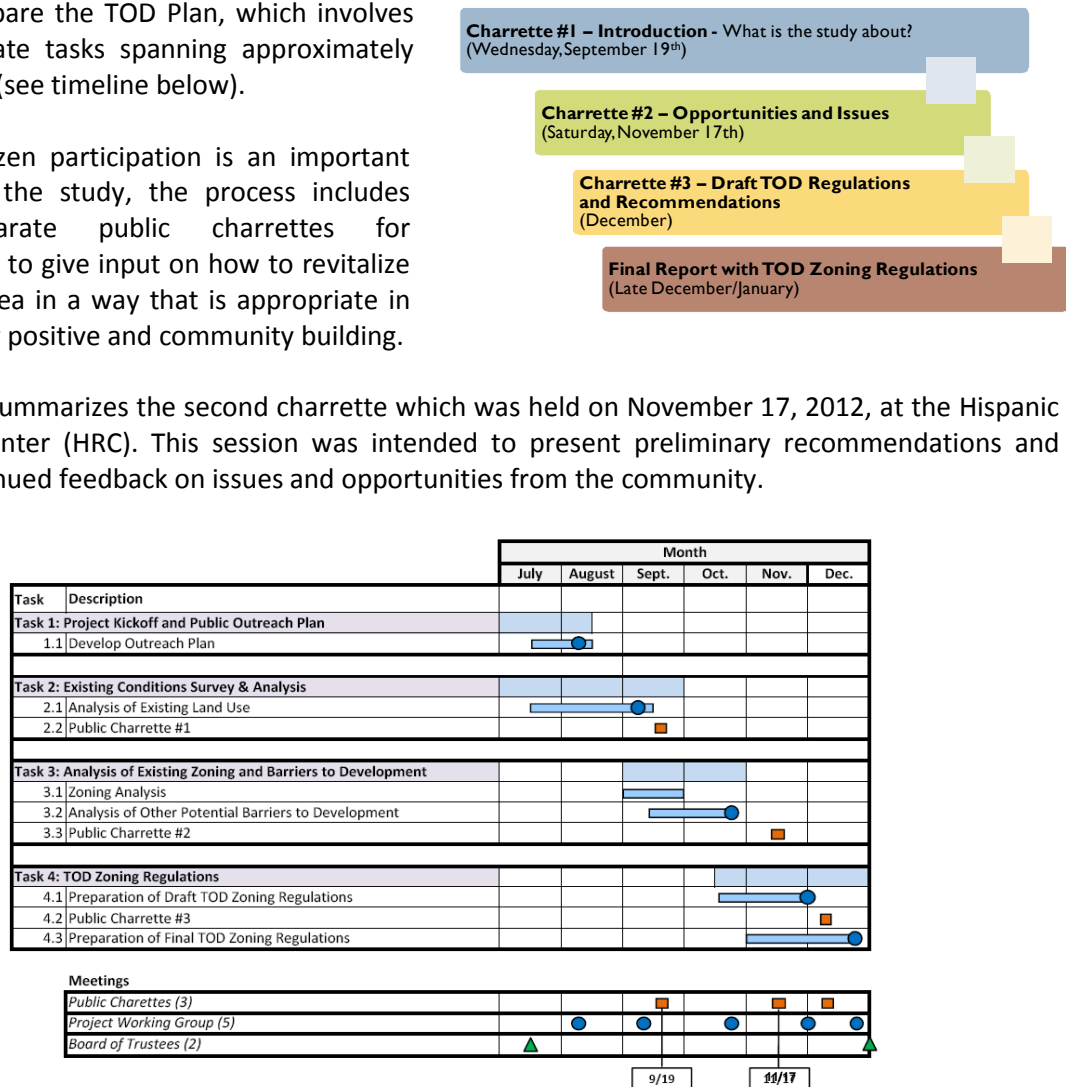 pare the TOD Plan, which involves
ate tasks spanning approximately
(see timeline below).
zen participation is an important
the study, the process includes
arate public charrettes for
to give input on how to revitalize
ea in a way that is appropriate in
positive and community building.
Charrette #1 – Introduction - What is the study about?
(Wednesday, September 19th)
Charrette #2 – Opportunities and Issues
(Saturday, November 17th)
Charrette #3 – Draft TOD Regulations
and Recommendations
(December)
Final Report with TOD Zoning Regulations
(Late December/January)
ummarizes the second charrette which was held on November 17, 2012, at the Hispanic
nter (HRC). This session was intended to present preliminary recommendations and
nued feedback on issues and opportunities from the community.
Month
July August Sept. Oct. Nov. Dec.
Task Description
Task 1: Project Kickoff and Public Outreach Plan
1.1 Develop Outreach Plan
Task 2: Existing Conditions Survey & Analysis
2.1 Analysis of Existing Land Use
2.2 Public Charrette #1
Task 3: Analysis of Existing Zoning and Barriers to Development
3.1 Zoning Analysis
3.2 Analysis of Other Potential Barriers to Development
3.3 Public Charrette #2
Task 4: TOD Zoning Regulations
4.1 Preparation of Draft TOD Zoning Regulations
4.2 Public Charrette #3
4.3 Preparation of Final TOD Zoning Regulations
Meetings
Public Charettes (3)
Project Working Group (5)
Board of Trustees (2)
9/19